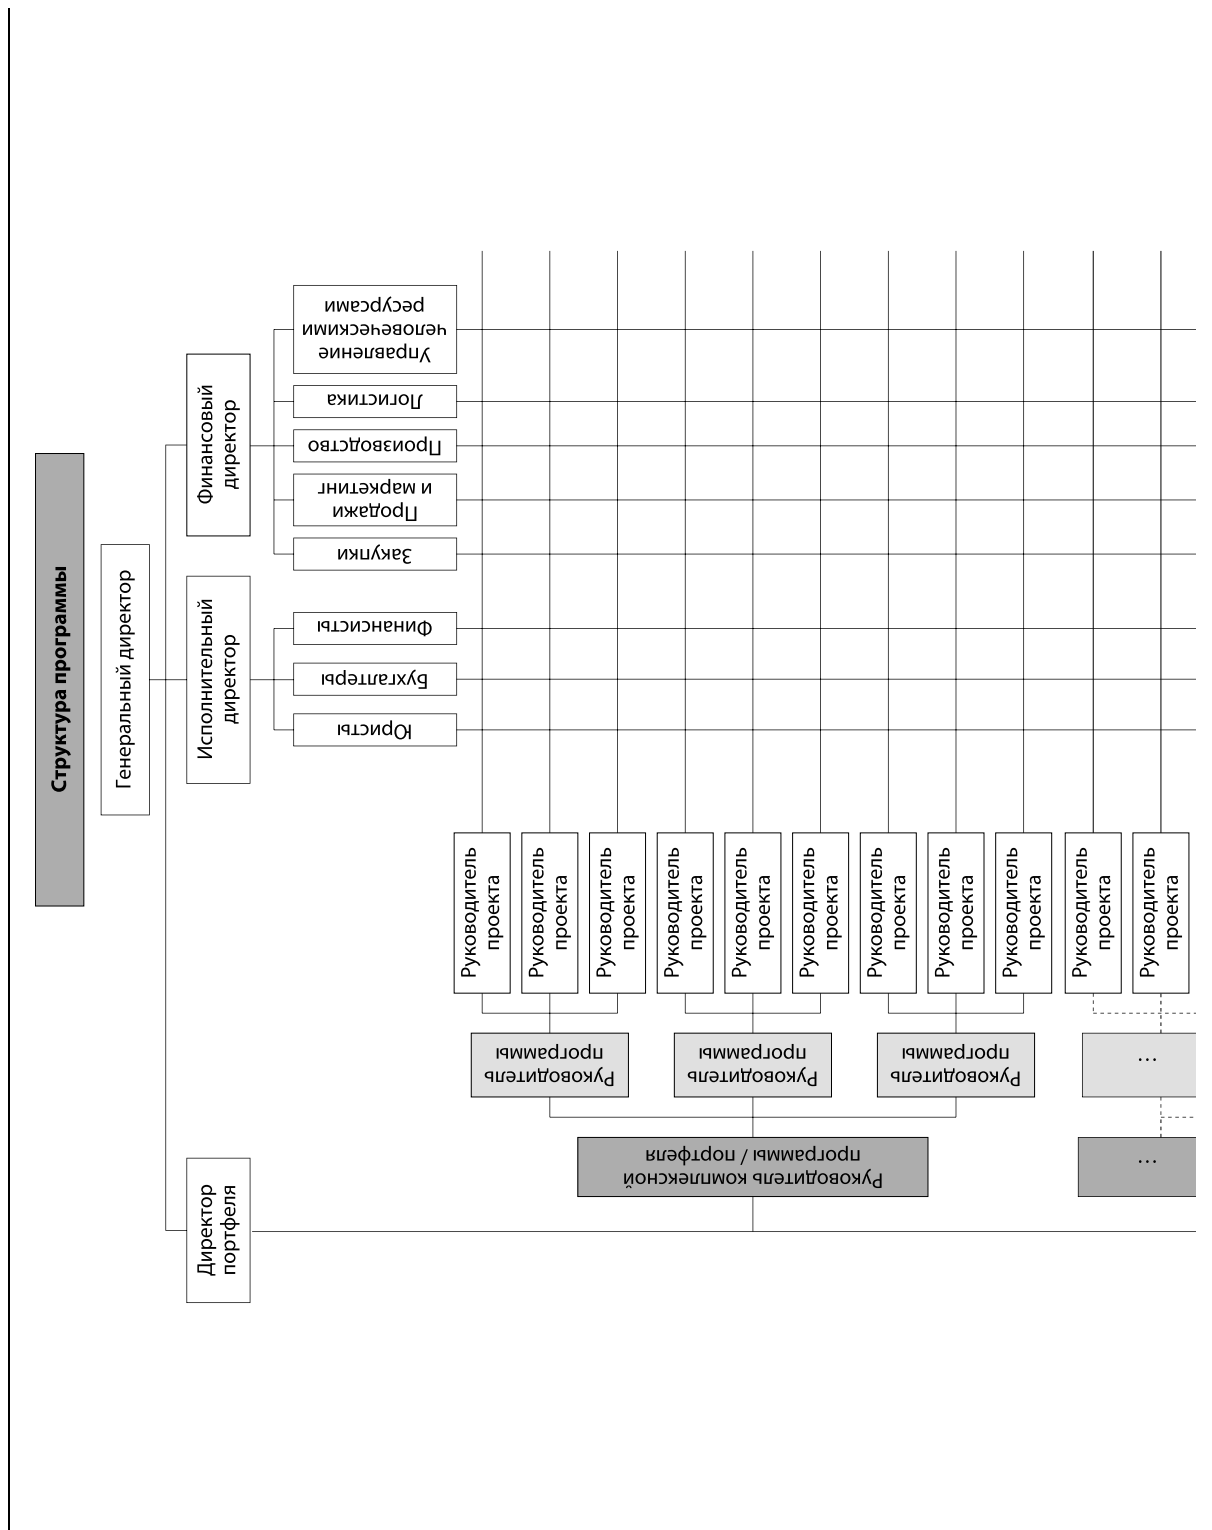 Структура программы
Генеральный директор
Директор
портфеля
Исполнительный
директор
Финансовый
директор
Юристы
Бухгалтеры
Финансисты
Закупки
Продажи
и маркетинг
Производство
Логистика
Управление
человеческими
ресурсами
Руководитель
проекта
Руководитель
проекта
Руководитель
проекта
Руководитель
проекта
Руководитель
проекта
Руководитель
проекта
Руководитель
проекта
Руководитель
проекта
Руководитель
проекта
Руководитель
проекта
Руководитель
проекта
Руководитель
программы
Руководитель
программы
Руководитель
программы
...
Руководитель комплексной
программы / портфеля
...